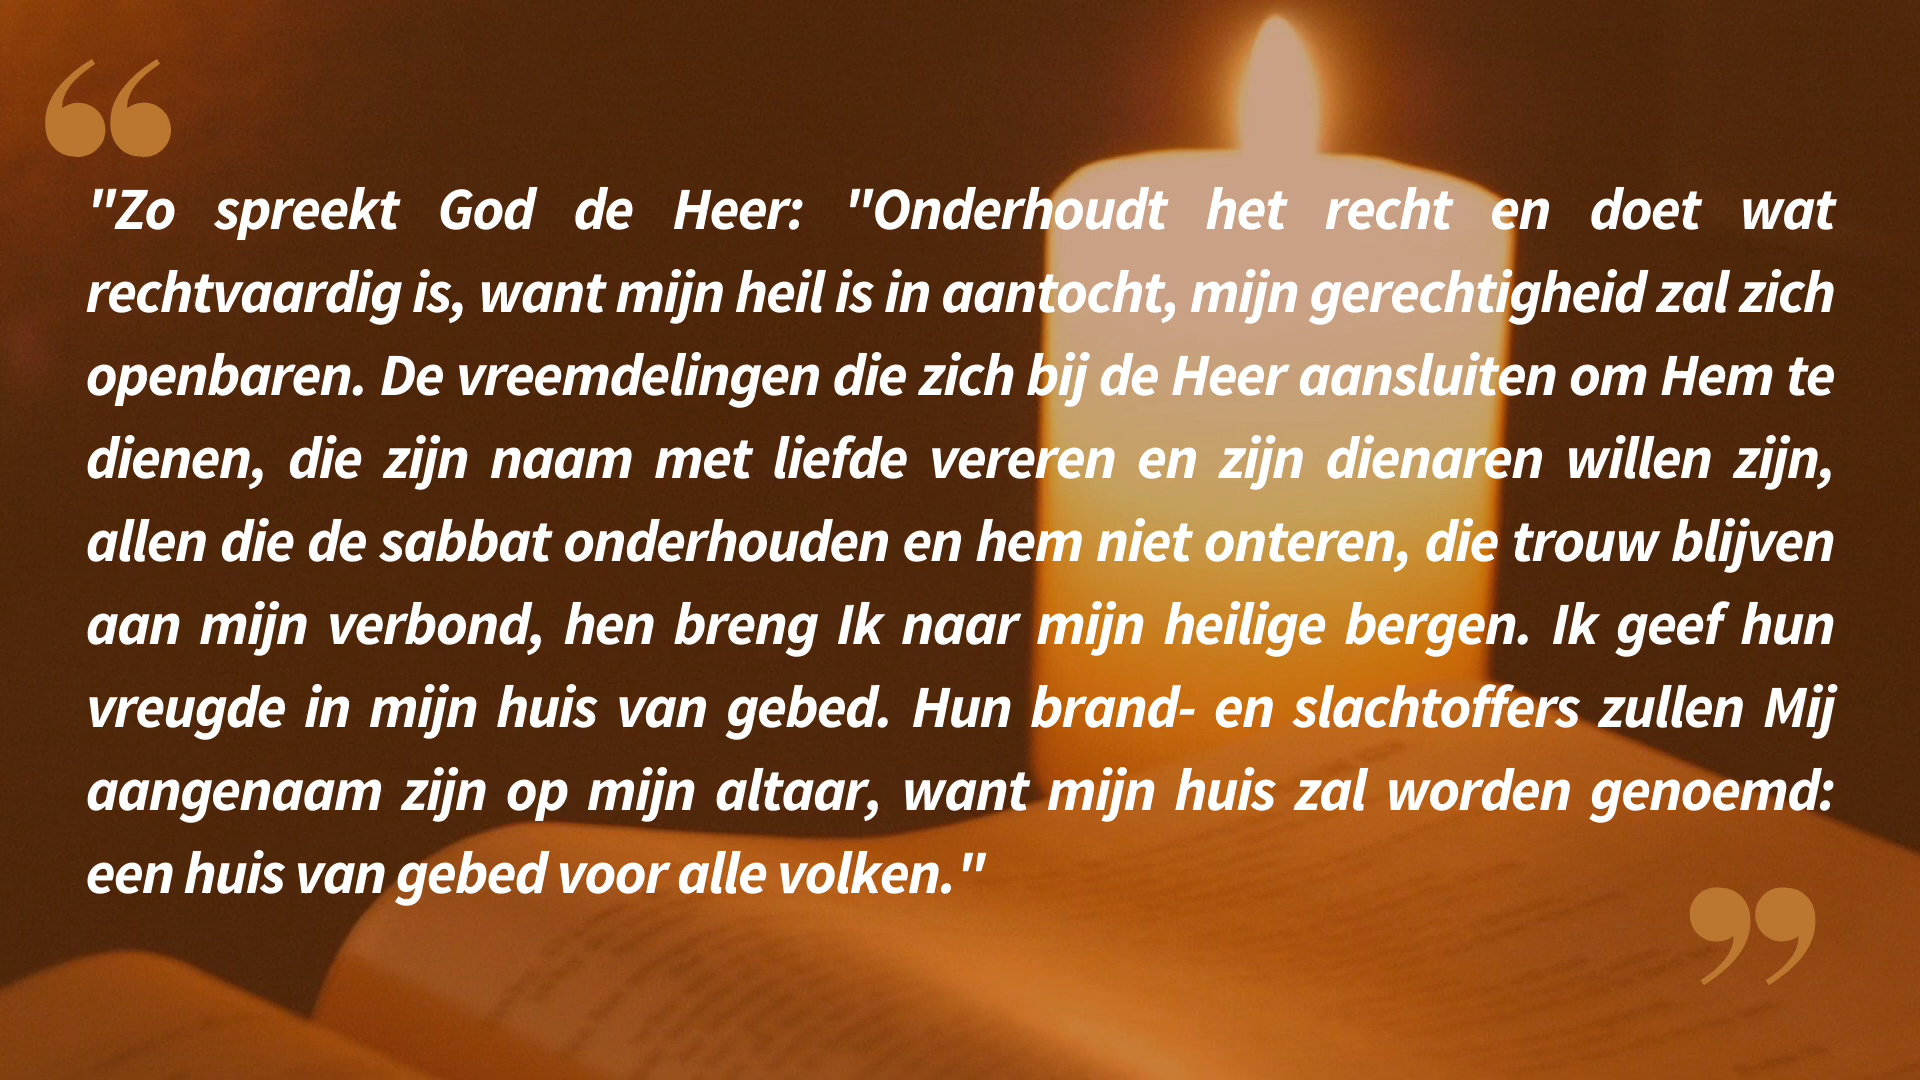 "Zo spreekt God de Heer: "Onderhoudt het recht en doet wat
rechtvaardig is, want mijn heil is in aantocht, mijn gerechtigheid zal zich
openbaren. De vreemdelingen die zich bij de Heer aansluiten om Hem te
dienen, die zijn naam met liefde vereren en zijn dienaren willen zijn,
allen die de sabbat onderhouden en hem niet onteren, die trouw blijven
aan mijn verbond, hen breng Ik naar mijn heilige bergen. Ik geef hun
vreugde in mijn huis van gebed. Hun brand- en slachtoffers zullen Mij
aangenaam zijn op mijn altaar, want mijn huis zal worden genoemd:
een huis van gebed voor alle volken."